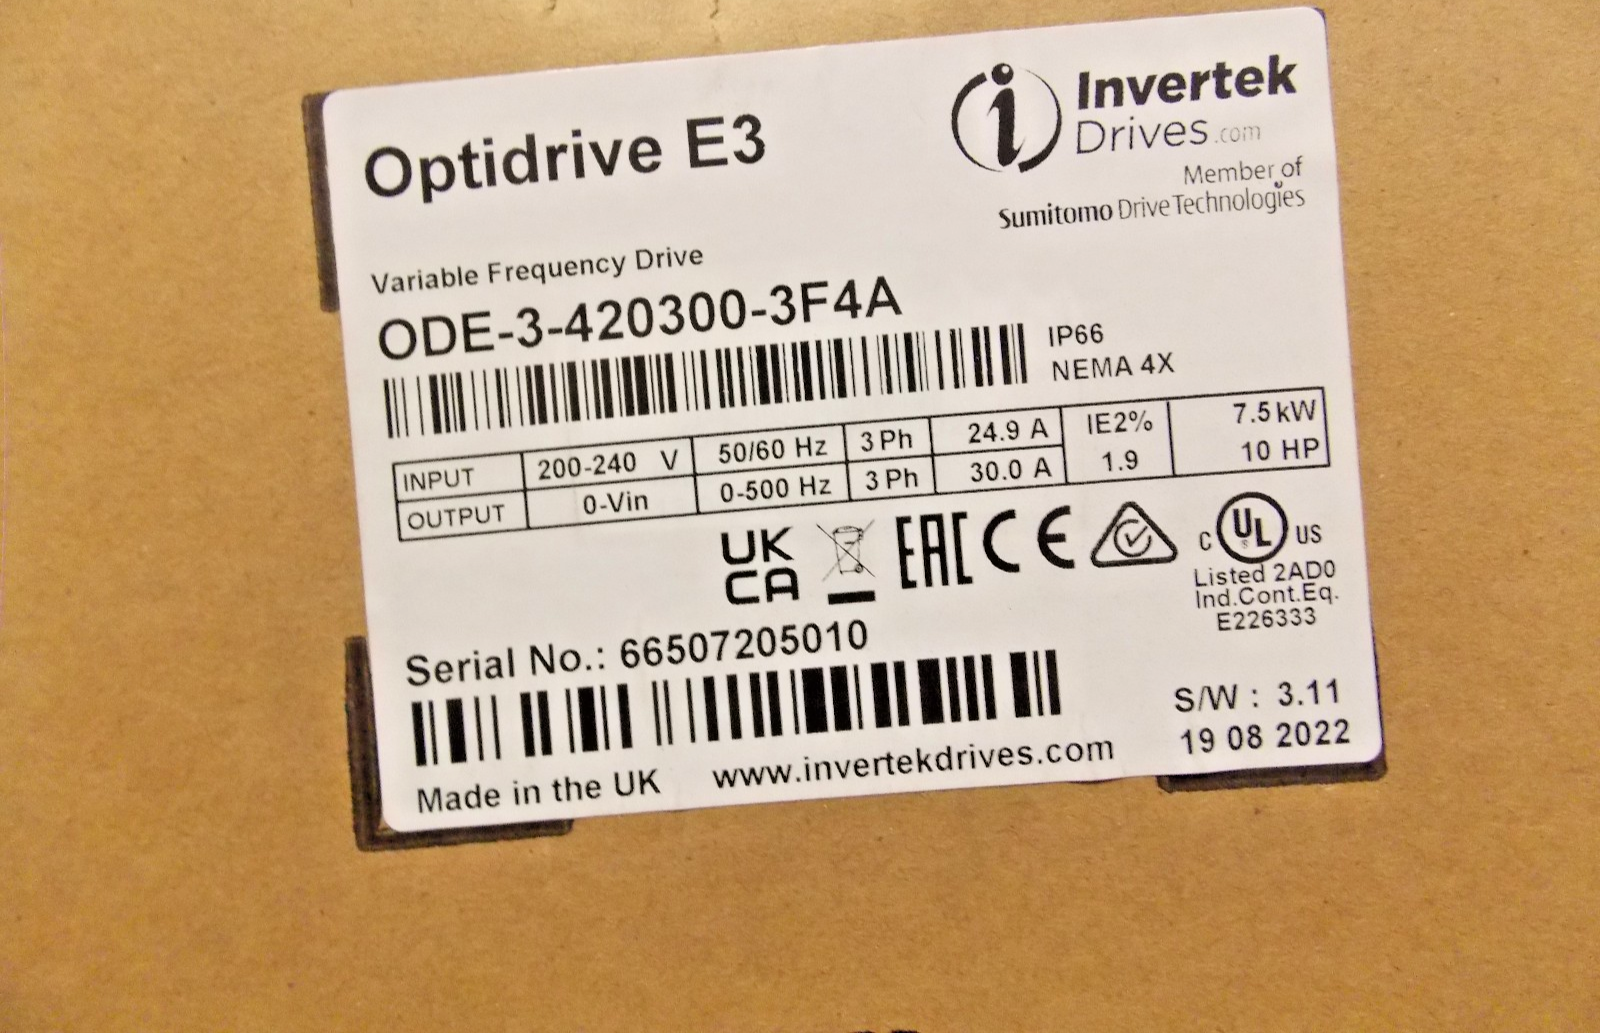 Optidrive E3
Invertek
Drives.com
Member of
Sumitomo Drive Technologies
Variable Frequency Drive
ODE-3-420300-3F4A
IP66
NEMA 4X
INPUT 200-240 V 50/60 Hz 3 Ph 24.9 A IE2% 7.5 kW
OUTPUT 0-Vin 0-500 Hz 3 Ph 30.0 A 1.9 10 HP
UK
CA
EAC CE
C UL US
Listed 2AD0
Ind.Cont.Eq.
E226333
Serial No.: 66507205010
S/W : 3.11
19 08 2022
Made in the UK www.invertekdrives.com